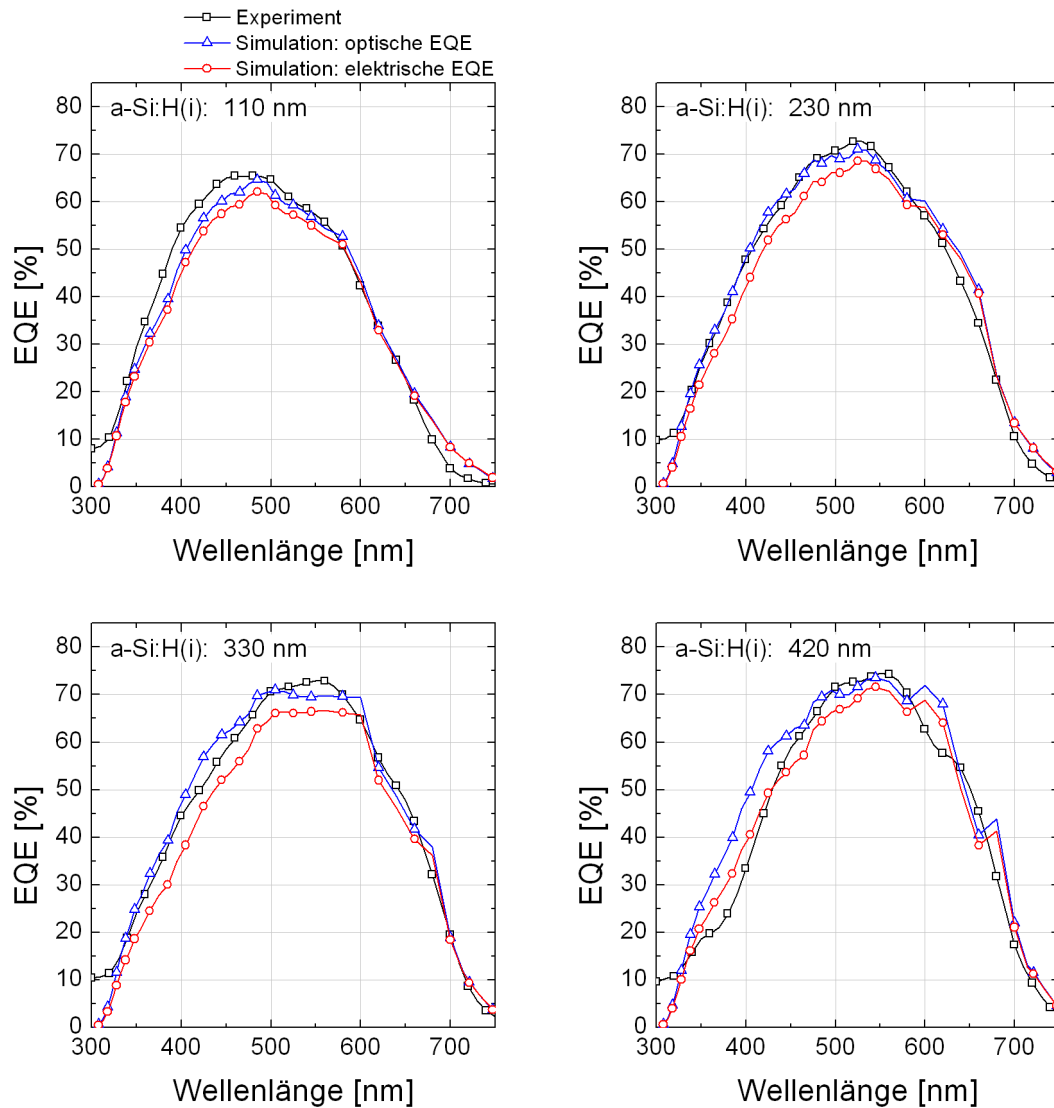 Experiment
Simulation: optische EQE
Simulation: elektrische EQE
a-Si:H(i): 110 nm
80
70
60
50
40
30
20
10
0
EQE [%]
300 400 500 600 700
Wellenlänge [nm]
a-Si:H(i): 230 nm
80
70
60
50
40
30
20
10
0
EQE [%]
300 400 500 600 700
Wellenlänge [nm]
a-Si:H(i): 330 nm
80
70
60
50
40
30
20
10
0
EQE [%]
300 400 500 600 700
Wellenlänge [nm]
a-Si:H(i): 420 nm
80
70
60
50
40
30
20
10
0
EQE [%]
300 400 500 600 700
Wellenlänge [nm]